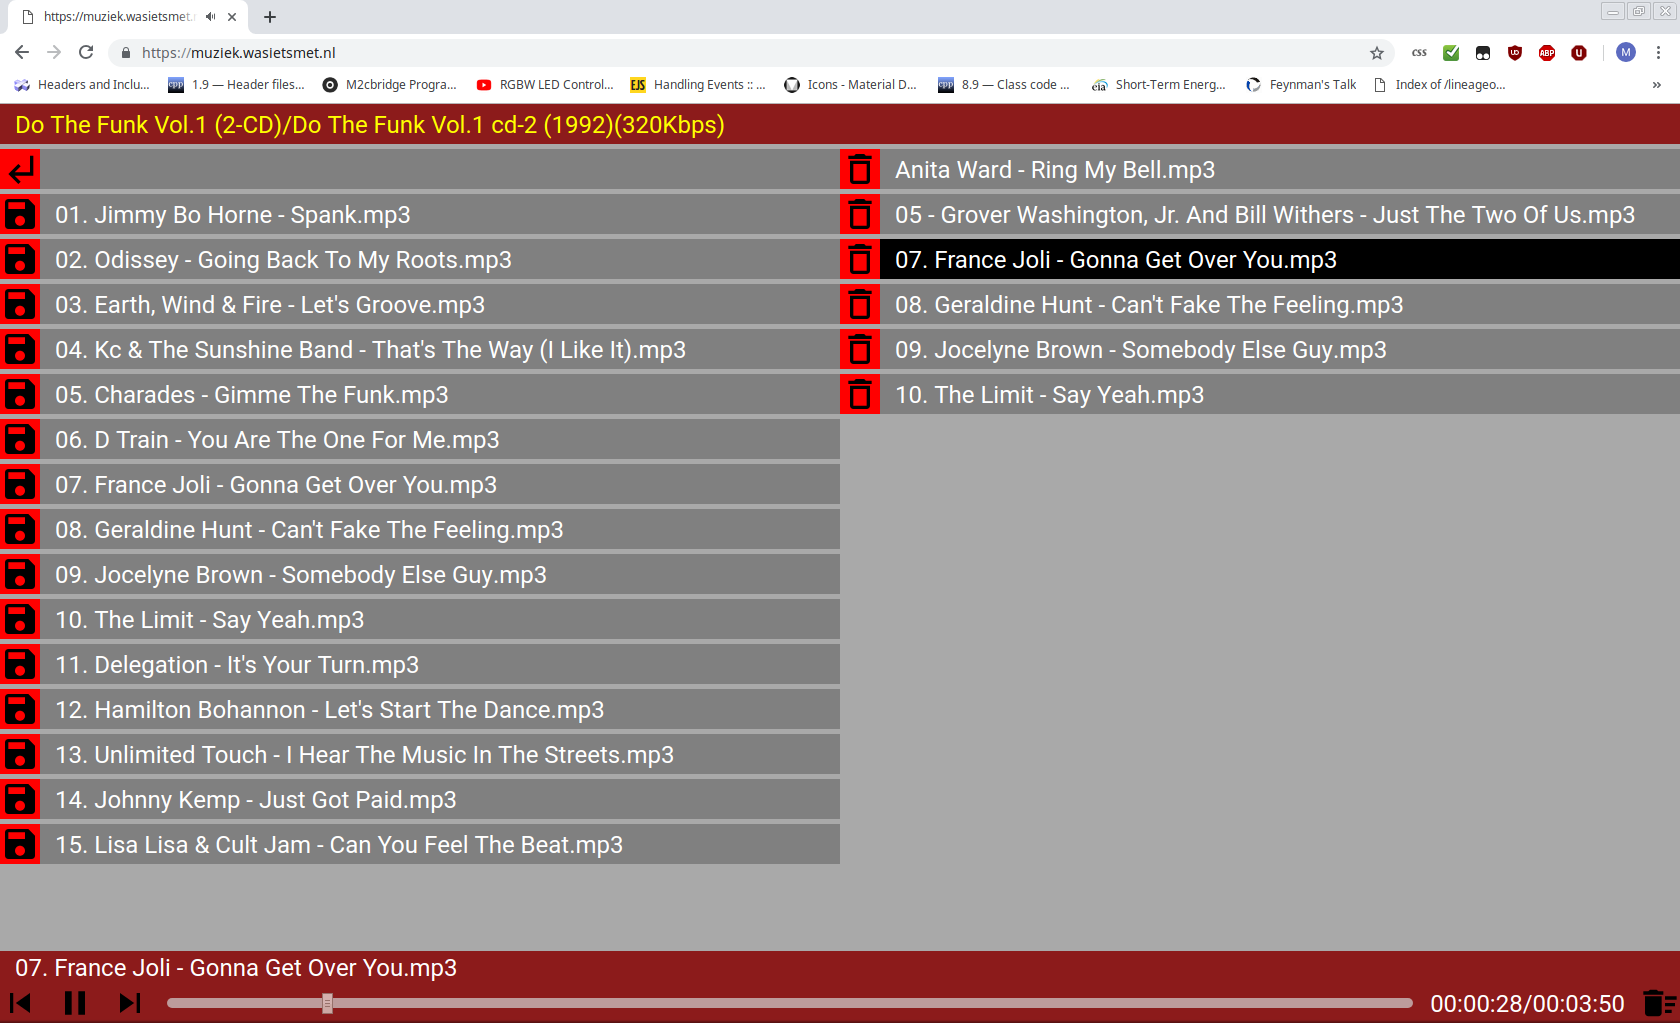 https://muziek.wasietsmet.
https://muziek.wasietsmet.nl
css
UD
ABP
U
M
Headers and Inclu...
cpp
1.9 — Header files...
M2cbridge Progra...
RGBW LED Control...
EJS
Handling Events :: ...
Icons - Material D...
cpp
8.9 — Class code ...
eia
Short-Term Energ...
Feynman's Talk
Index of /lineageo...
»
Do The Funk Vol.1 (2-CD)/Do The Funk Vol.1 cd-2 (1992)(320Kbps)
01. Jimmy Bo Horne - Spank.mp3
02. Odissey - Going Back To My Roots.mp3
03. Earth, Wind & Fire - Let's Groove.mp3
04. Kc & The Sunshine Band - That's The Way (I Like It).mp3
05. Charades - Gimme The Funk.mp3
06. D Train - You Are The One For Me.mp3
07. France Joli - Gonna Get Over You.mp3
08. Geraldine Hunt - Can't Fake The Feeling.mp3
09. Jocelyne Brown - Somebody Else Guy.mp3
10. The Limit - Say Yeah.mp3
11. Delegation - It's Your Turn.mp3
12. Hamilton Bohannon - Let's Start The Dance.mp3
13. Unlimited Touch - I Hear The Music In The Streets.mp3
14. Johnny Kemp - Just Got Paid.mp3
15. Lisa Lisa & Cult Jam - Can You Feel The Beat.mp3
Anita Ward - Ring My Bell.mp3
05 - Grover Washington, Jr. And Bill Withers - Just The Two Of Us.mp3
07. France Joli - Gonna Get Over You.mp3
08. Geraldine Hunt - Can't Fake The Feeling.mp3
09. Jocelyne Brown - Somebody Else Guy.mp3
10. The Limit - Say Yeah.mp3
07. France Joli - Gonna Get Over You.mp3
00:00:28/00:03:50